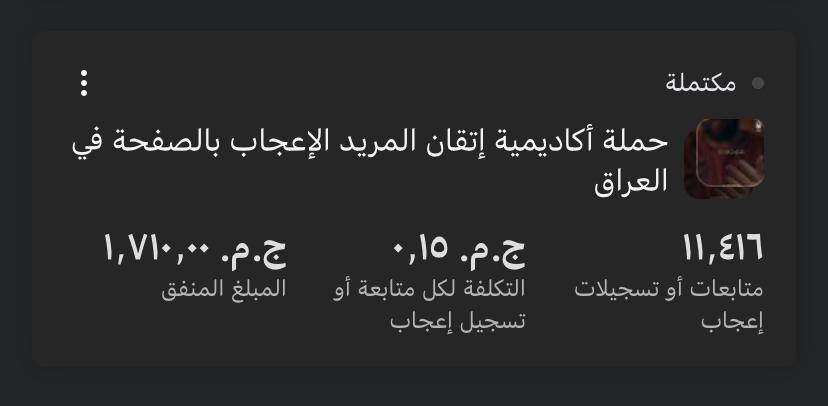 مكتملة
حملة أكاديمية إتقان المريد الإعجاب بالصفحة في
العراق
١١,٤١٦
ج.م. ٠,١٥
ج.م. ١,٧١٠,٠٠
متابعات أو تسجيلات
إعجاب
التكلفة لكل متابعة أو
تسجيل إعجاب
المبلغ المنفق